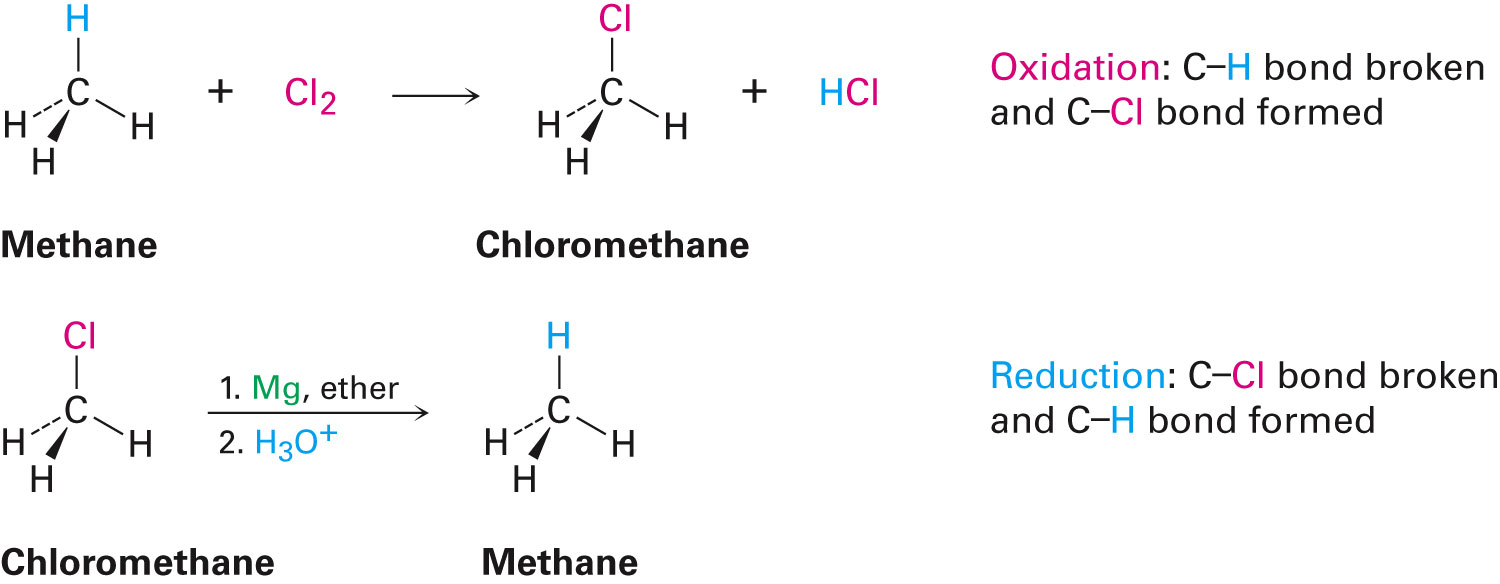 H Cl
C + Cl₂ C + HCl Oxidation: C–H bond broken
H H H H and C–Cl bond formed
H H
Methane Chloromethane
Cl H
1. Mg, ether Reduction: C–Cl bond broken
C C and C–H bond formed
H H 2. H₃O⁺ H H
H H
Chloromethane Methane